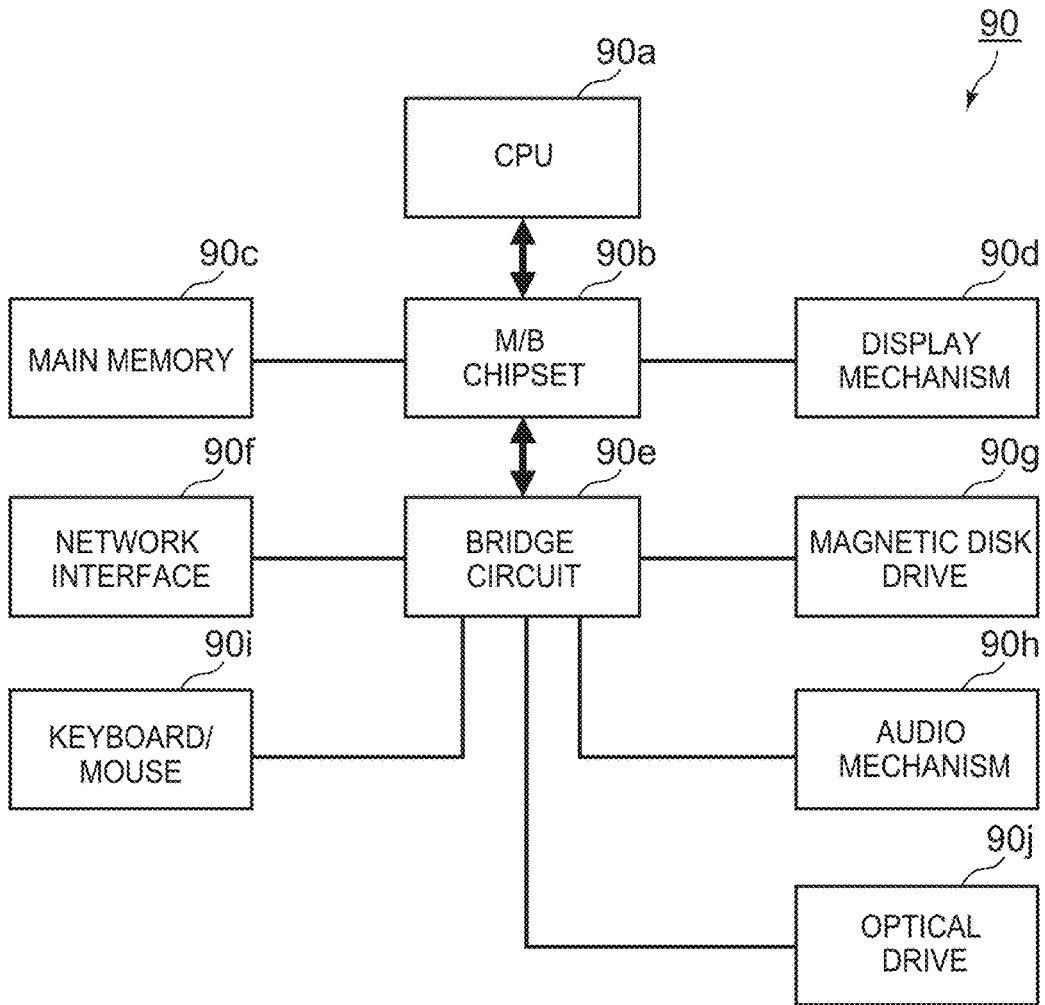 90
90a
CPU
90c
90b
90d
MAIN MEMORY
M/B
CHIPSET
DISPLAY
MECHANISM
90f
90e
90g
NETWORK
INTERFACE
BRIDGE
CIRCUIT
MAGNETIC DISK
DRIVE
90i
90h
KEYBOARD/
MOUSE
AUDIO
MECHANISM
90j
OPTICAL
DRIVE